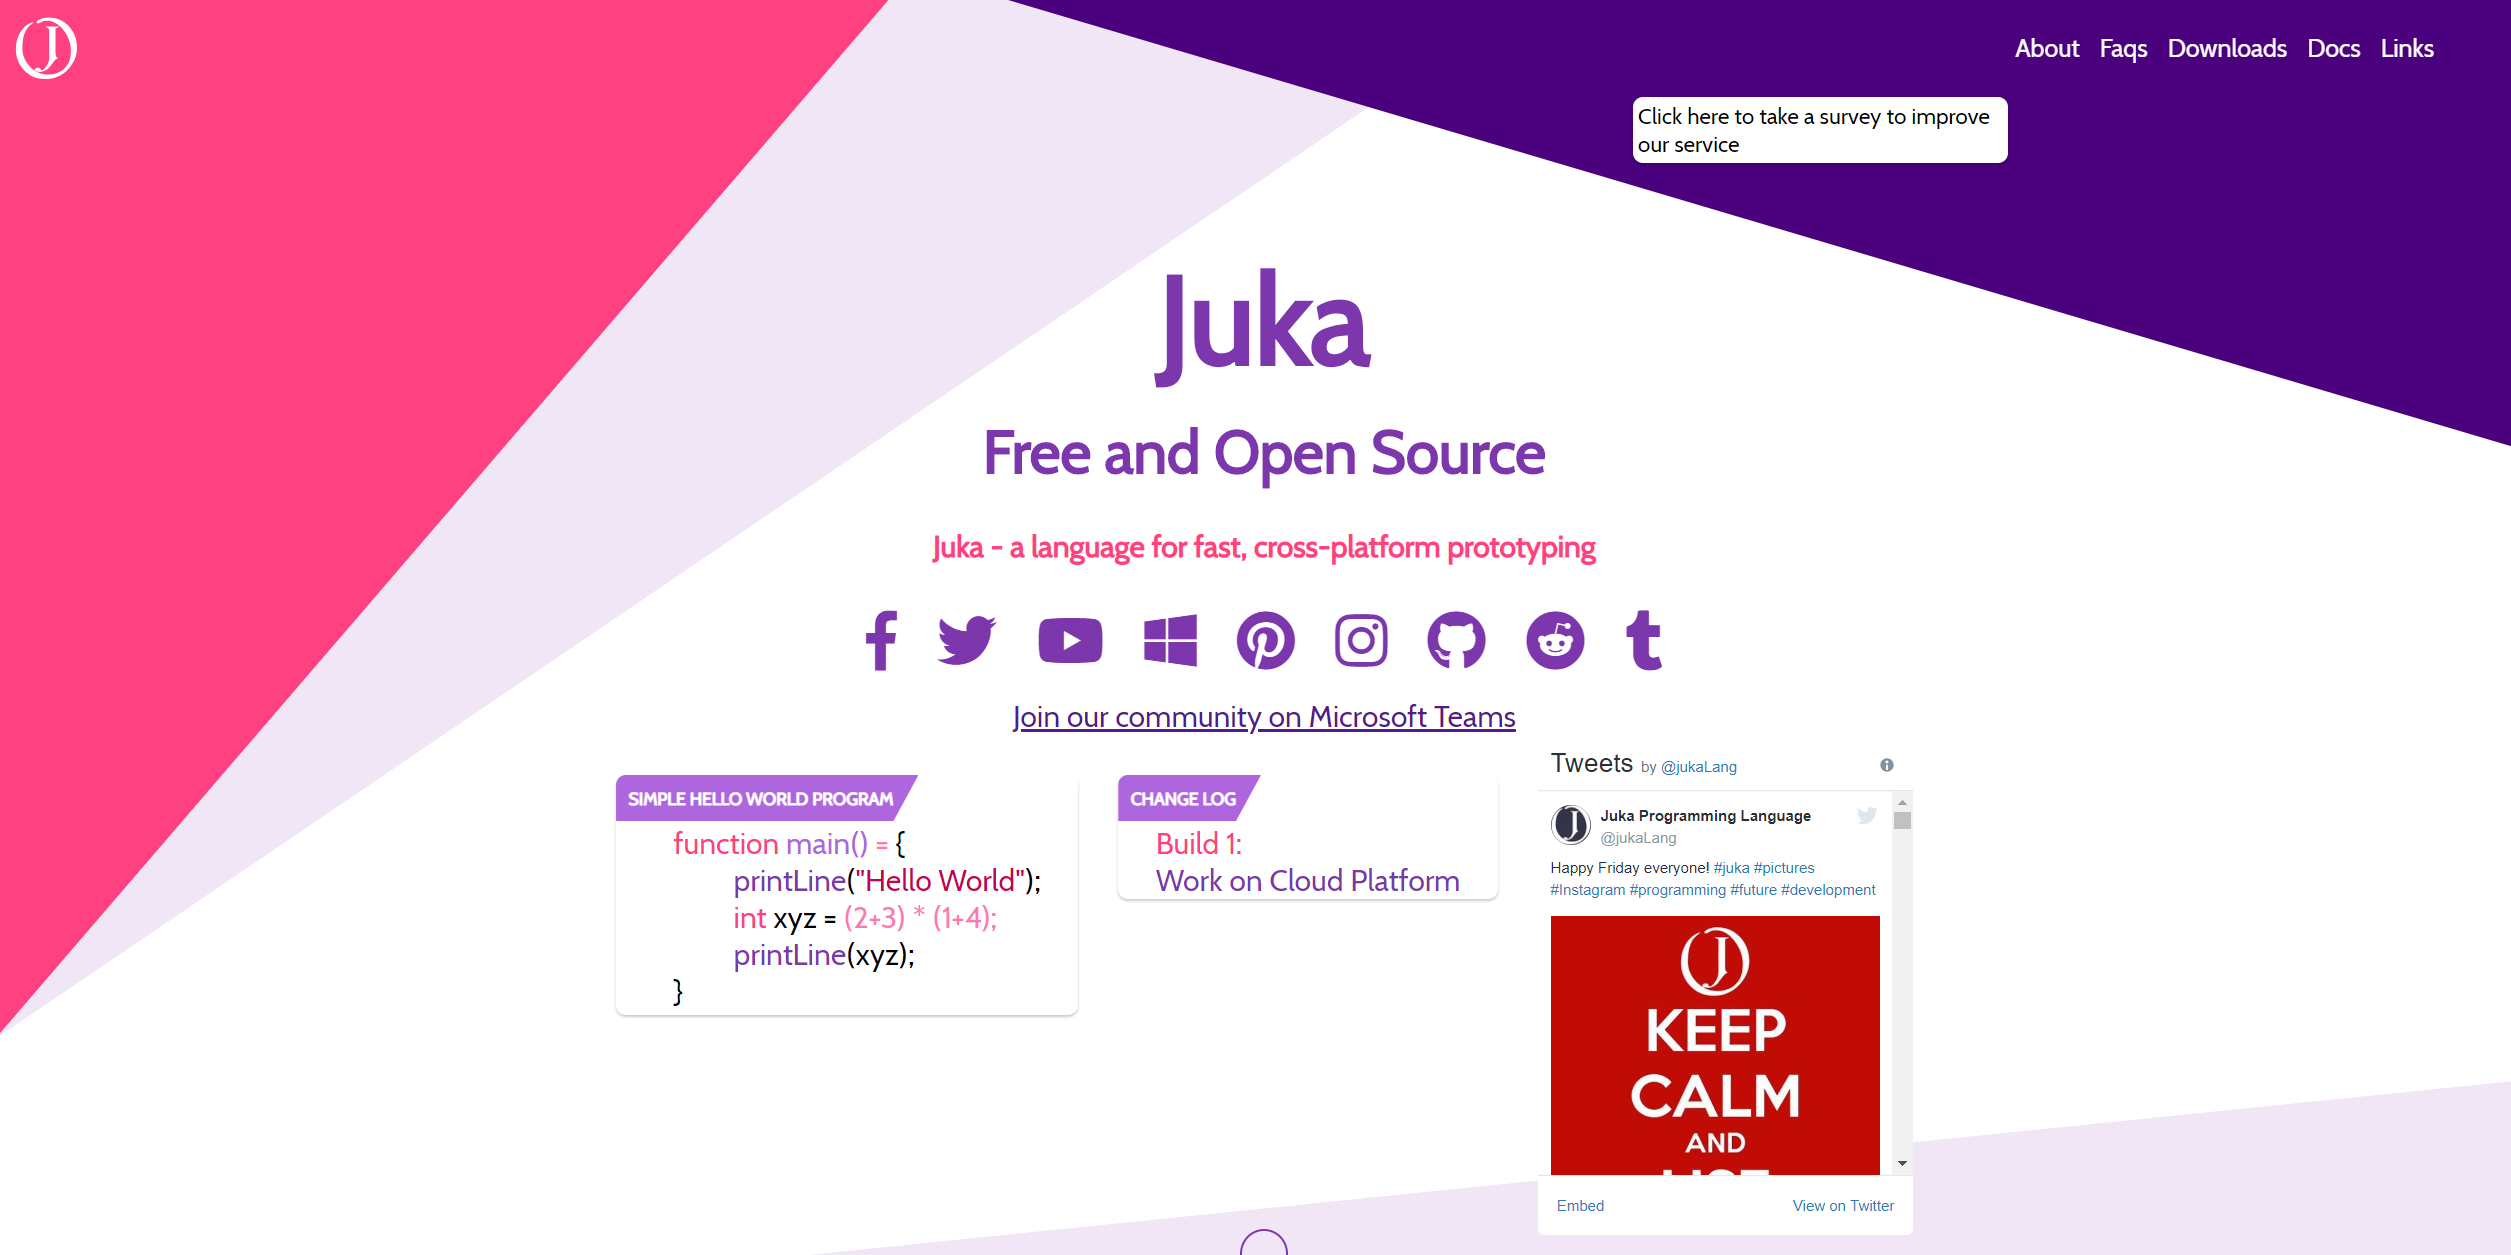 About Faqs Downloads Docs Links
Click here to take a survey to improve
our service
Juka
Free and Open Source
Juka - a language for fast, cross-platform prototyping
Join our community on Microsoft Teams
SIMPLE HELLO WORLD PROGRAM
function main() = {
printLine("Hello World");
int xyz = (2+3) * (1+4);
printLine(xyz);
}
CHANGE LOG
Build 1:
Work on Cloud Platform
Tweets by @jukaLang
Juka Programming Language
@jukaLang
Happy Friday everyone! #juka #pictures
#Instagram #programming #future #development
J
KEEP
CALM
AND
Embed
View on Twitter